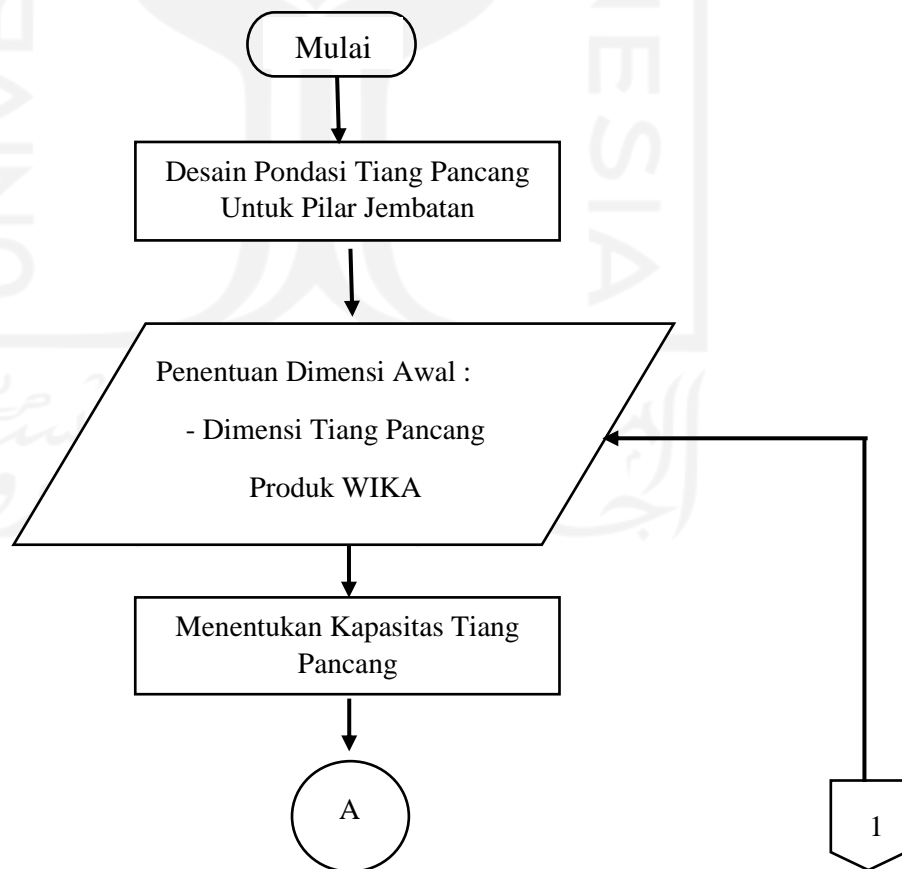 Mulai
Desain Pondasi Tiang Pancang
Untuk Pilar Jembatan
Penentuan Dimensi Awal :
- Dimensi Tiang Pancang
Produk WIKA
Menentukan Kapasitas Tiang
Pancang
A
1
NESIA